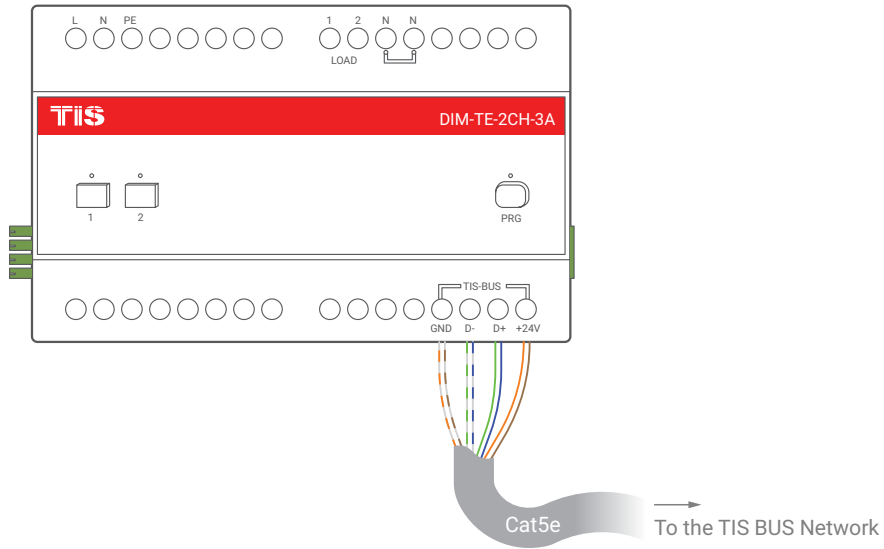 L N PE 1 2 N N
LOAD
TIS DIM-TE-2CH-3A
1 2 PRG
TIS-BUS
GND D- D+ +24V
Cat5e
To the TIS BUS Network